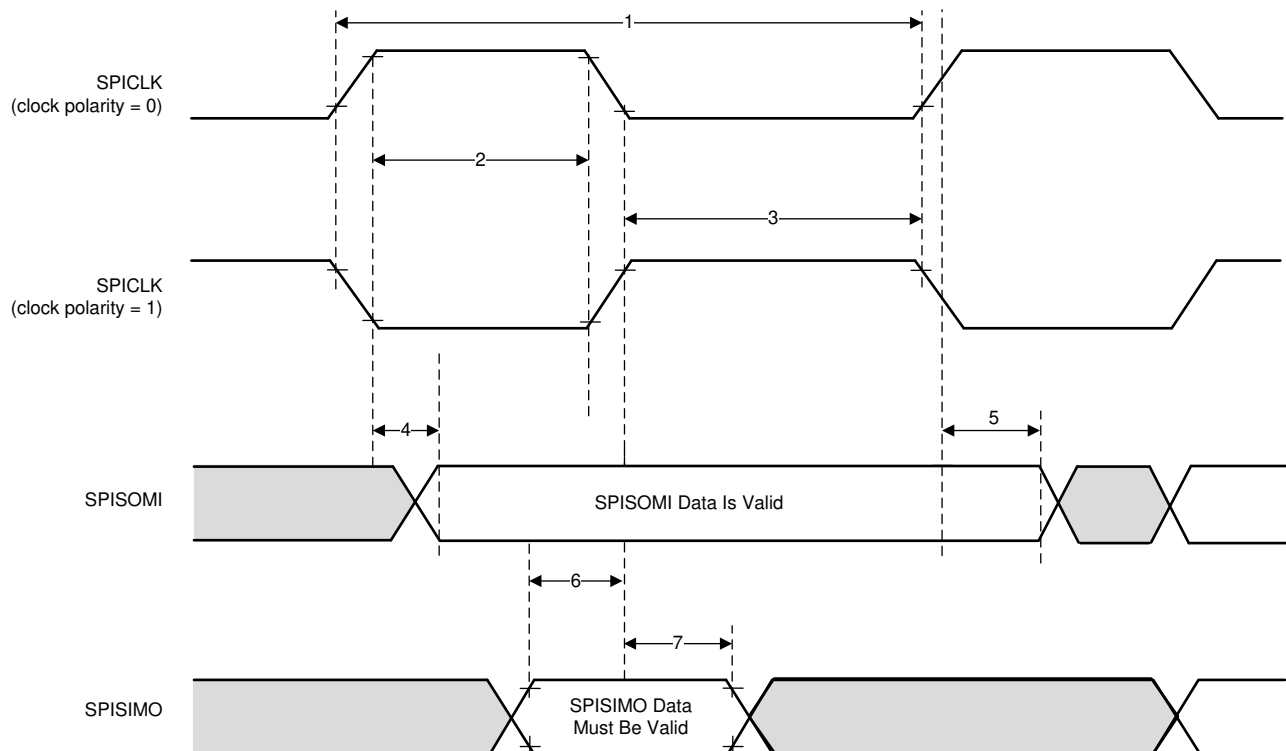 1
SPICLK
(clock polarity = 0)
2
3
SPICLK
(clock polarity = 1)
4
5
SPISOMI
SPISOMI Data Is Valid
6
7
SPISIMO
SPISIMO Data
Must Be Valid